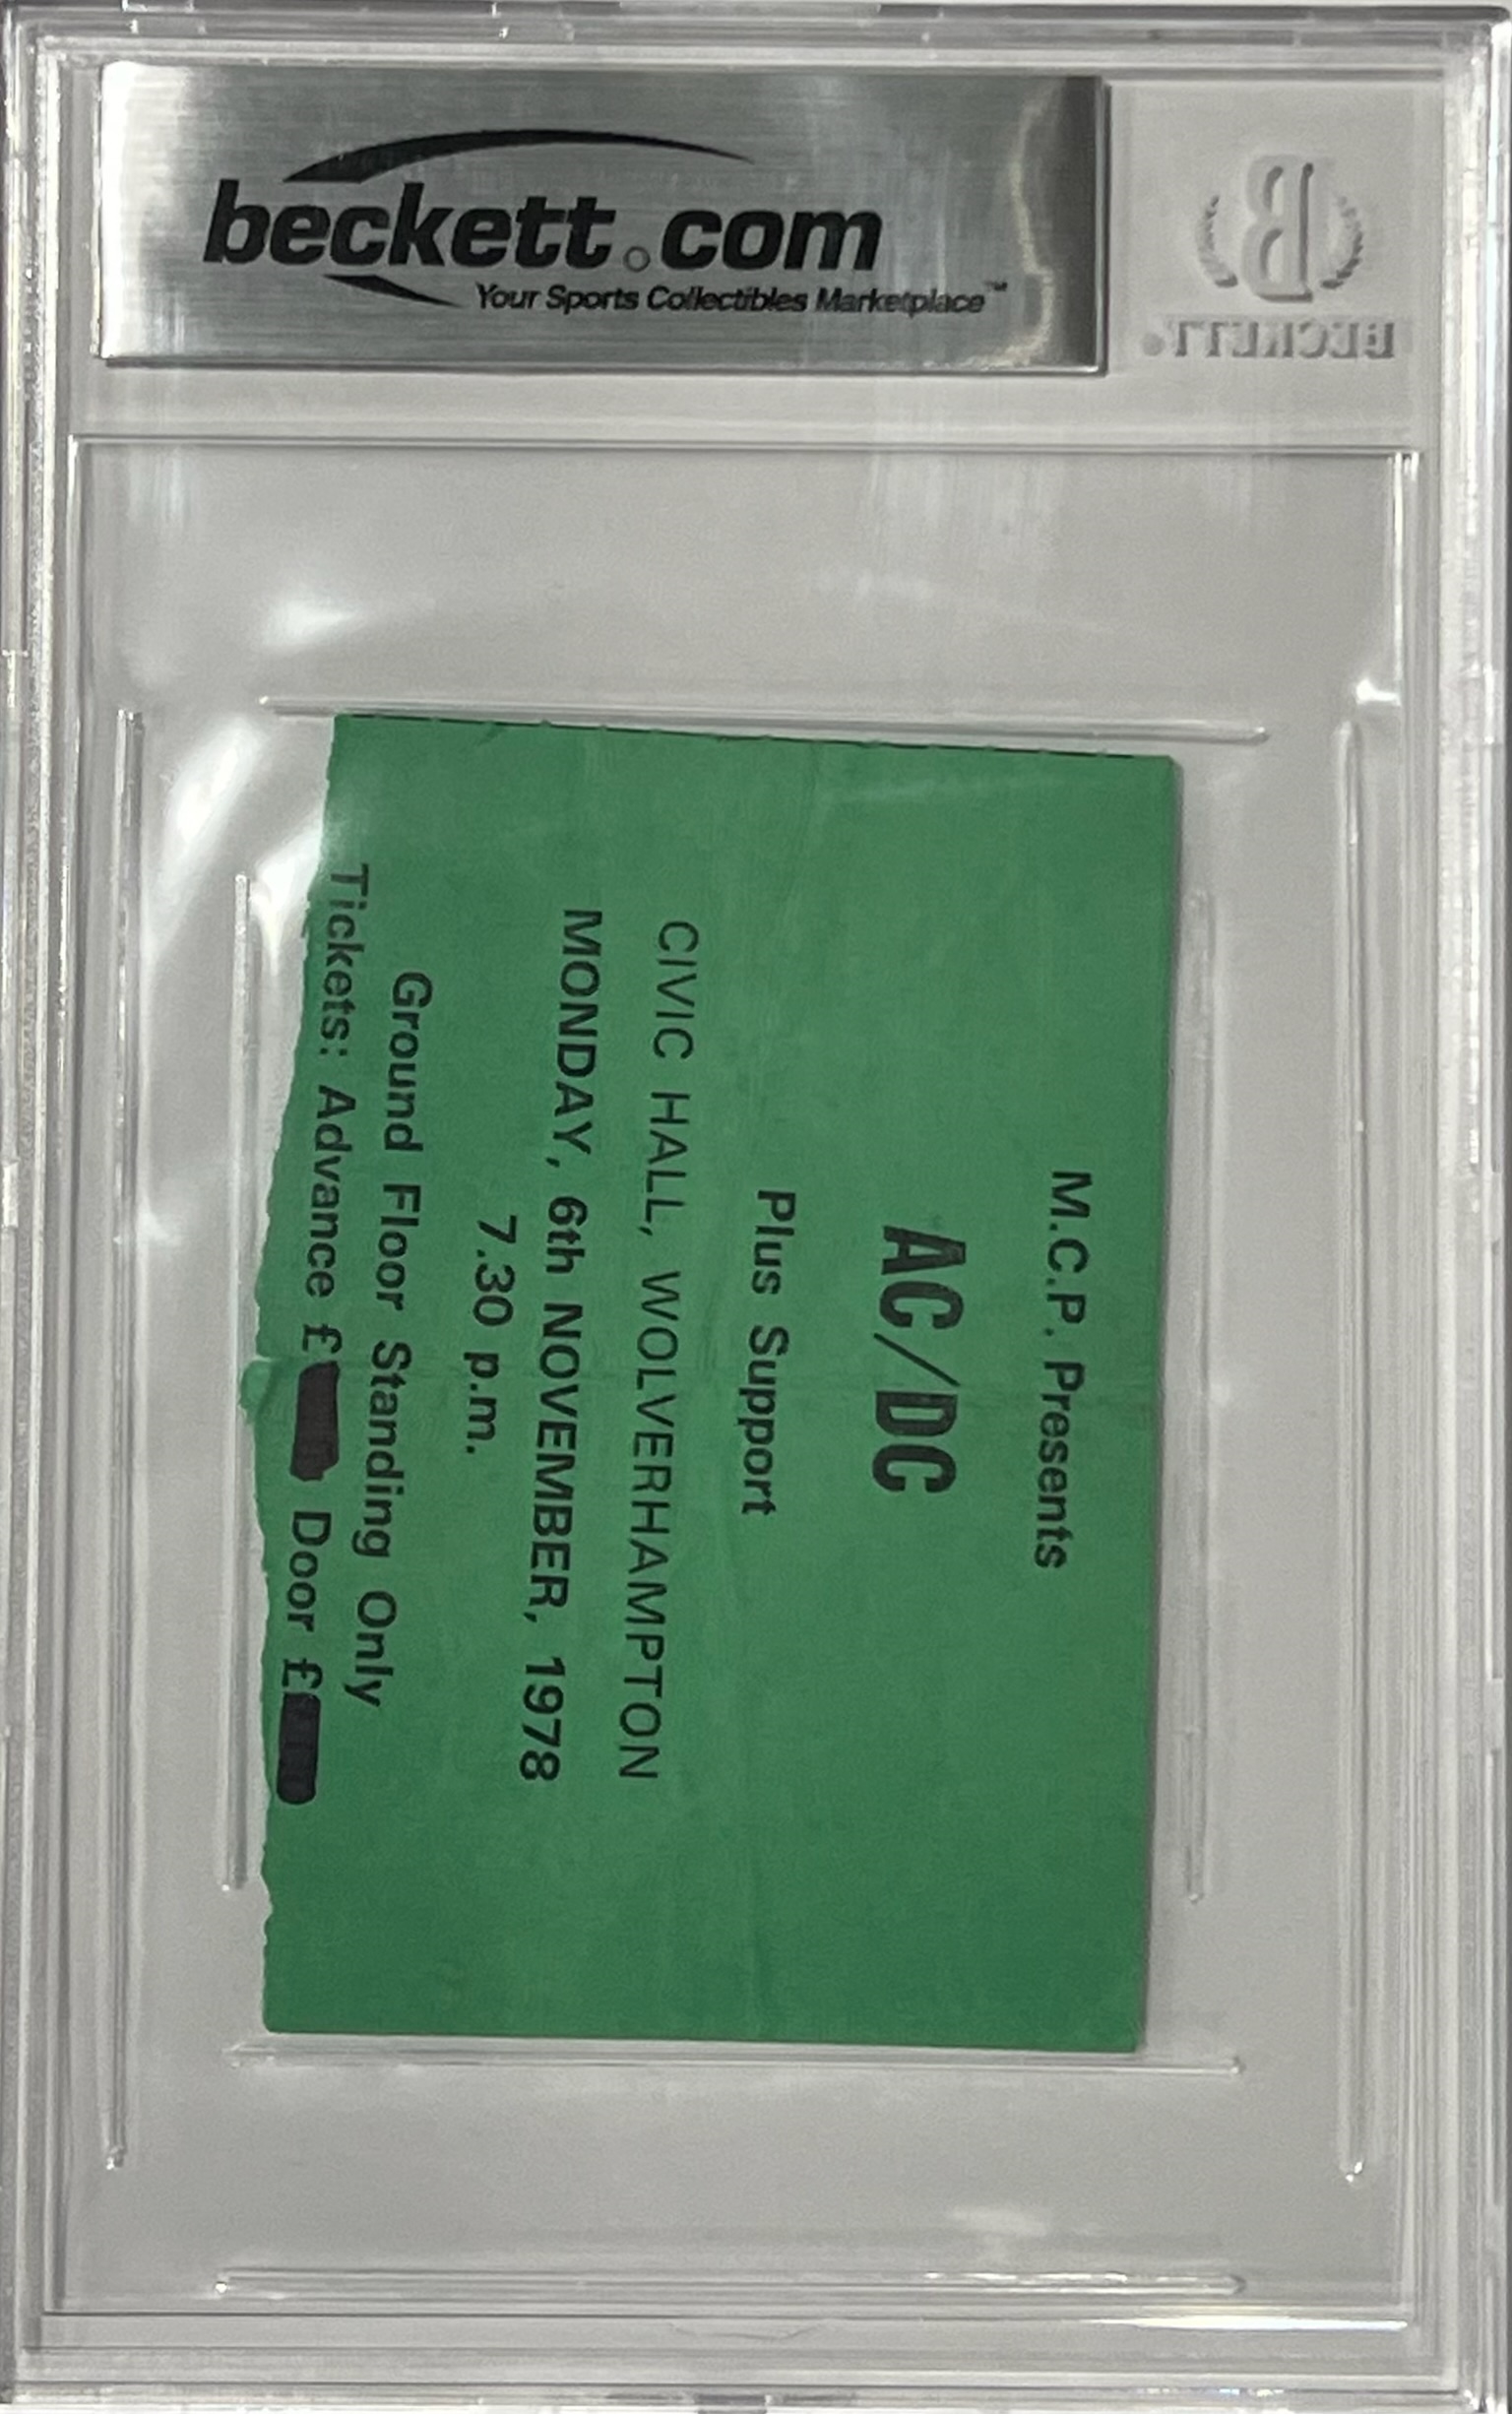 beckett.com
Your Sports Collectibles Marketplace™
B
BECKETT®
M.C.P. Presents
AC/DC
Plus Support
CIVIC HALL, WOLVERHAMPTON
MONDAY, 6th NOVEMBER, 1978
7.30 p.m.
Ground Floor Standing Only
Tickets: Advance £ Door £